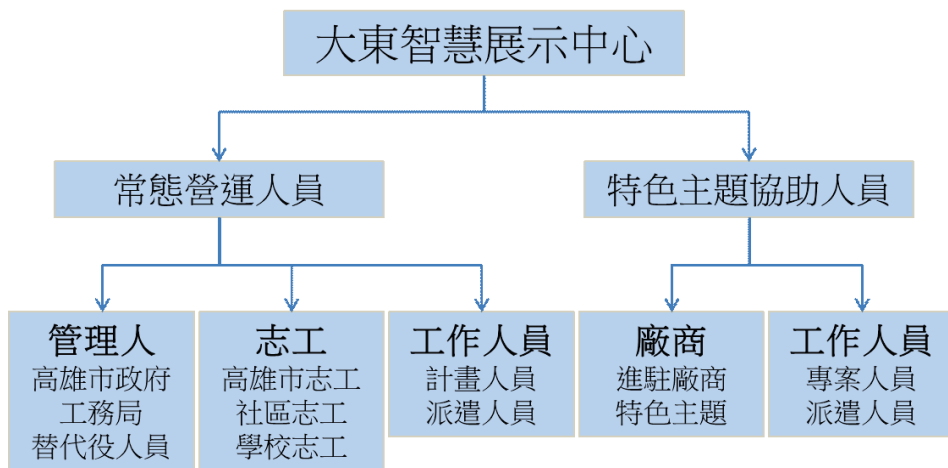 大東智慧展示中心
常態營運人員
特色主題協助人員
管理人
高雄市政府
工務局
替代役人員
志工
高雄市志工
社區志工
學校志工
工作人員
計畫人員
派遣人員
廠商
進駐廠商
特色主題
工作人員
專案人員
派遣人員